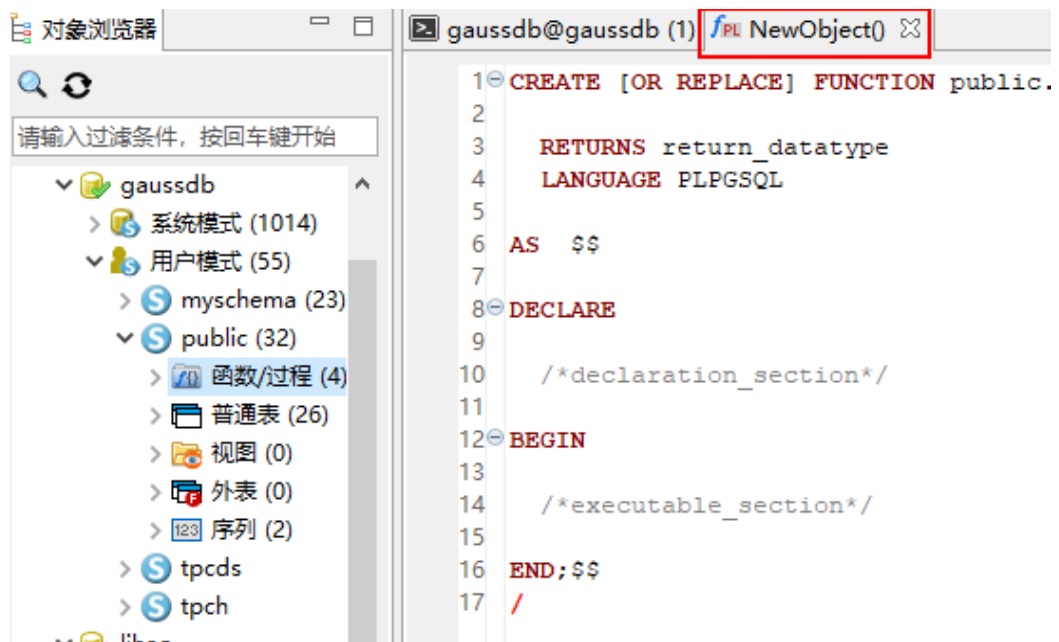 对象浏览器
请输入过滤条件，按回车键开始
gaussdb
系统模式 (1014)
用户模式 (55)
myschema (23)
public (32)
函数/过程 (4)
普通表 (26)
视图 (0)
外表 (0)
序列 (2)
tpcds
tpch
gaussdb@gaussdb (1)
NewObject()
1 CREATE [OR REPLACE] FUNCTION public.
2
3 RETURNS return_datatype
4 LANGUAGE PLPGSQL
5
6 AS $$
7
8 DECLARE
9
10 /*declaration_section*/
11
12 BEGIN
13
14 /*executable_section*/
15
16 END;$$
17 /